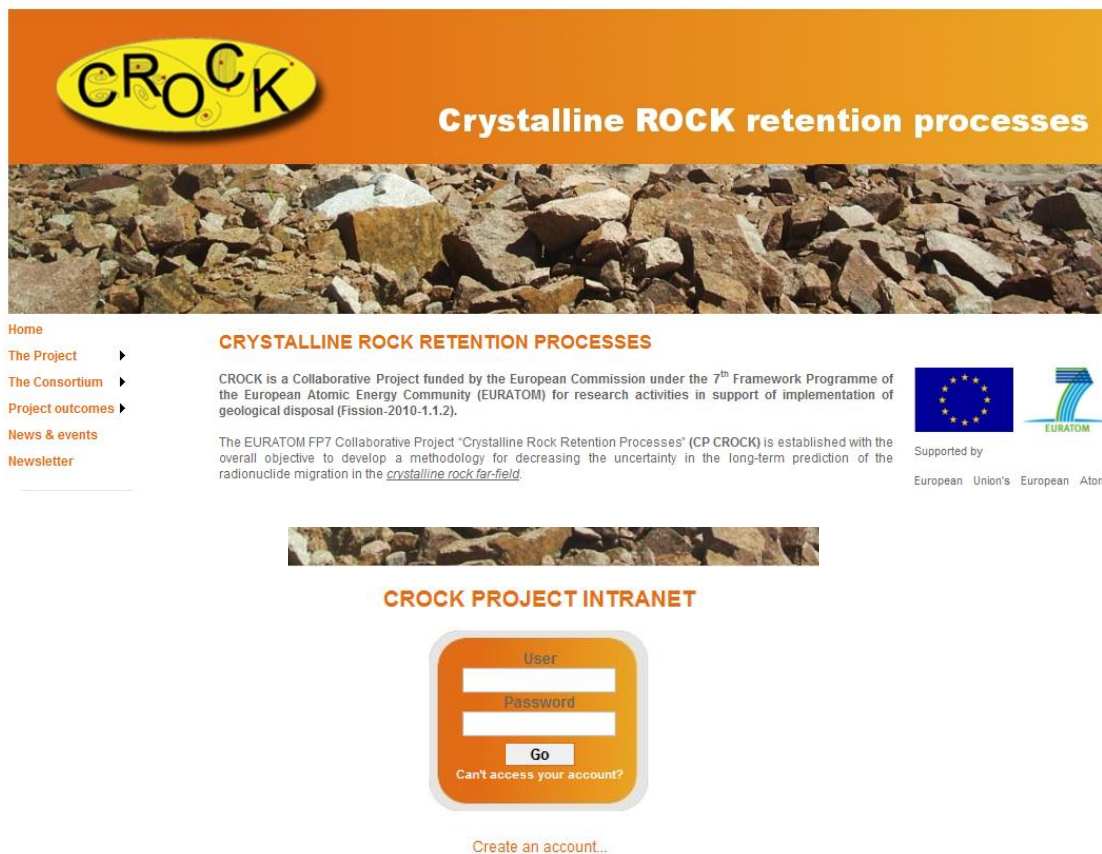 CROCK
Crystalline ROCK retention processes
Home
The Project
The Consortium
Project outcomes
News & events
Newsletter
CRYSTALLINE ROCK RETENTION PROCESSES
CROCK is a Collaborative Project funded by the European Commission under the 7th Framework Programme of
the European Atomic Energy Community (EURATOM) for research activities in support of implementation of
geological disposal (Fission-2010-1.1.2).
The EURATOM FP7 Collaborative Project "Crystalline Rock Retention Processes" (CP CROCK) is established with the
overall objective to develop a methodology for decreasing the uncertainty in the long-term prediction of the
radionuclide migration in the crystalline rock far-field.
7
EURATOM
Supported by
European Union's European Atom
CROCK PROJECT INTRANET
User
Password
Go
Can't access your account?
Create an account...